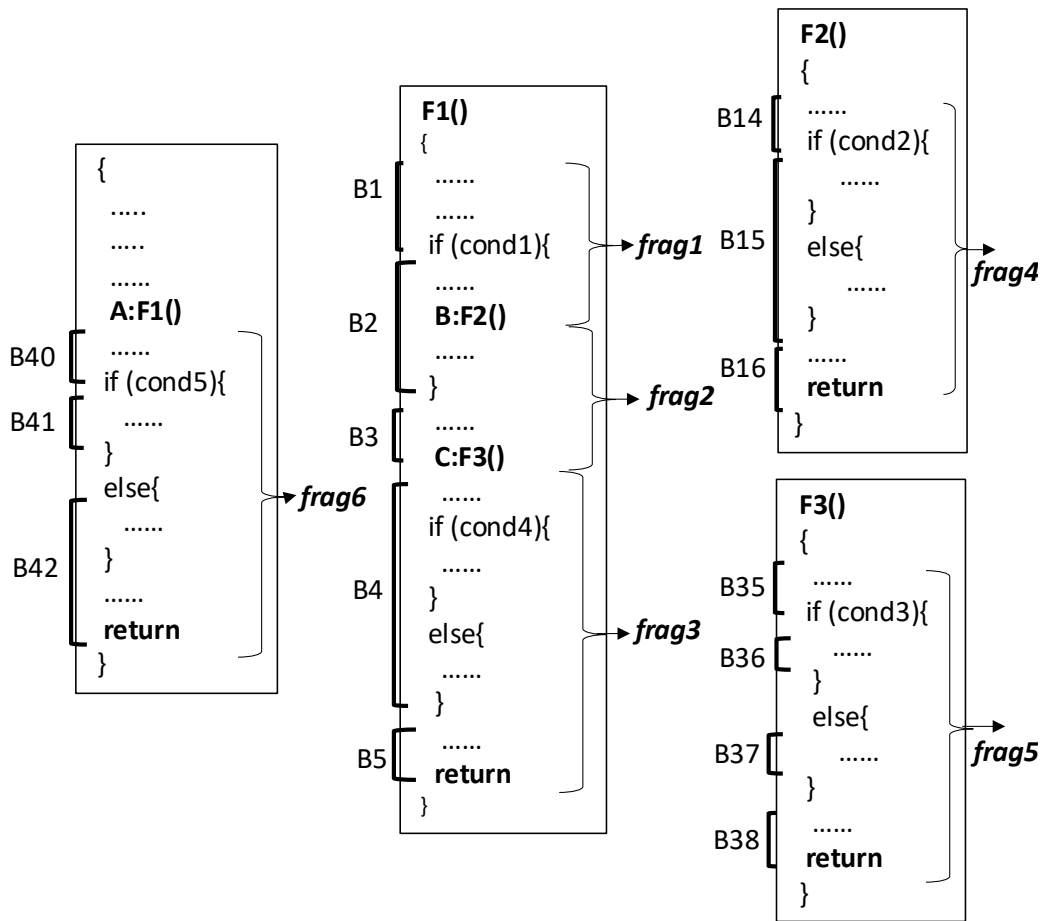 {
.....
.....
......
A:F1()
B40
......
if (cond5){
B41
......
}
else{
frag6
......
B42
}
......
return
}
F1()
{
B1
......
......
if (cond1){
frag1
......
B2
B:F2()
......
}
frag2
B3
......
C:F3()
......
if (cond4){
......
B4
}
else{
frag3
......
}
B5
......
return
}
F2()
{
B14
......
if (cond2){
......
}
B15
else{
frag4
......
}
B16
......
return
}
F3()
{
B35
......
if (cond3){
B36
......
}
else{
frag5
B37
......
}
B38
......
return
}